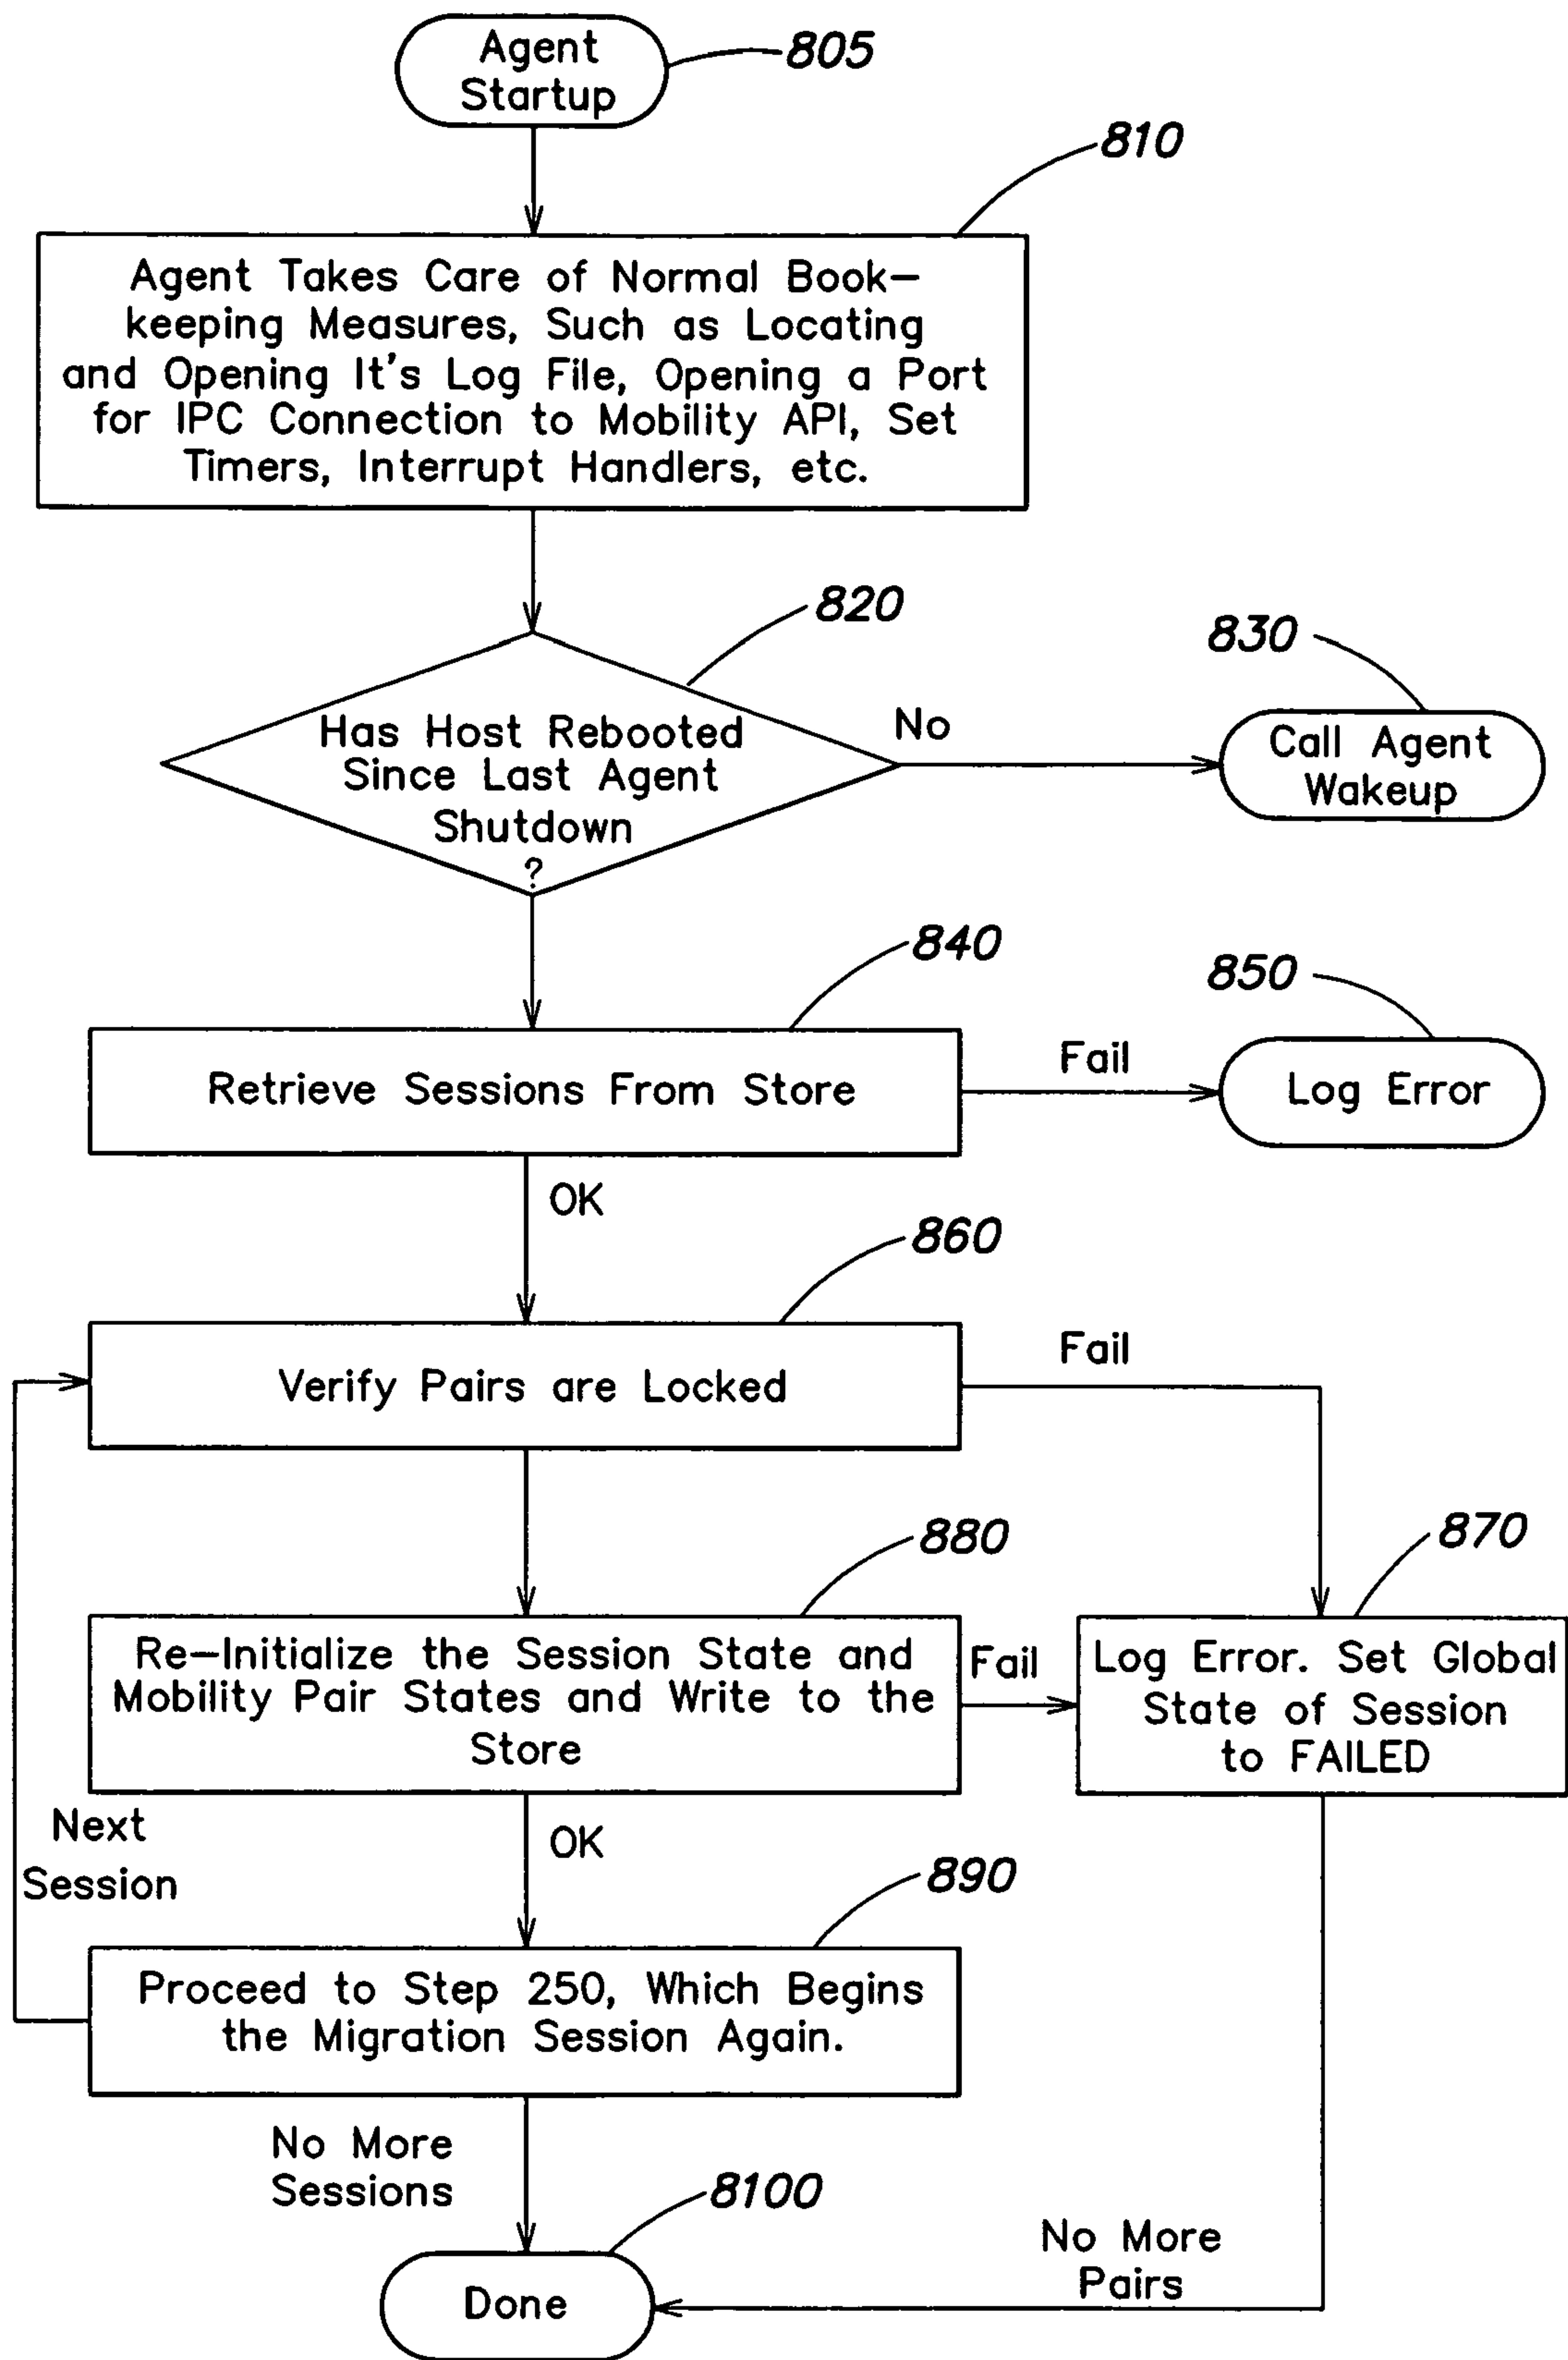 Agent
Startup
805
810
Agent Takes Care of Normal Book-
keeping Measures, Such as Locating
and Opening It's Log File, Opening a Port
for IPC Connection to Mobility API, Set
Timers, Interrupt Handlers, etc.
820
830
Has Host Rebooted
Since Last Agent
Shutdown
?
No
Call Agent
Wakeup
840
850
Retrieve Sessions From Store
Fail
Log Error
OK
860
Verify Pairs are Locked
Fail
880
870
Re-Initialize the Session State and
Mobility Pair States and Write to the
Store
Fail
Log Error. Set Global
State of Session
to FAILED
Next
Session
OK
890
Proceed to Step 250, Which Begins
the Migration Session Again.
No More
Sessions
8100
Done
No More
Pairs